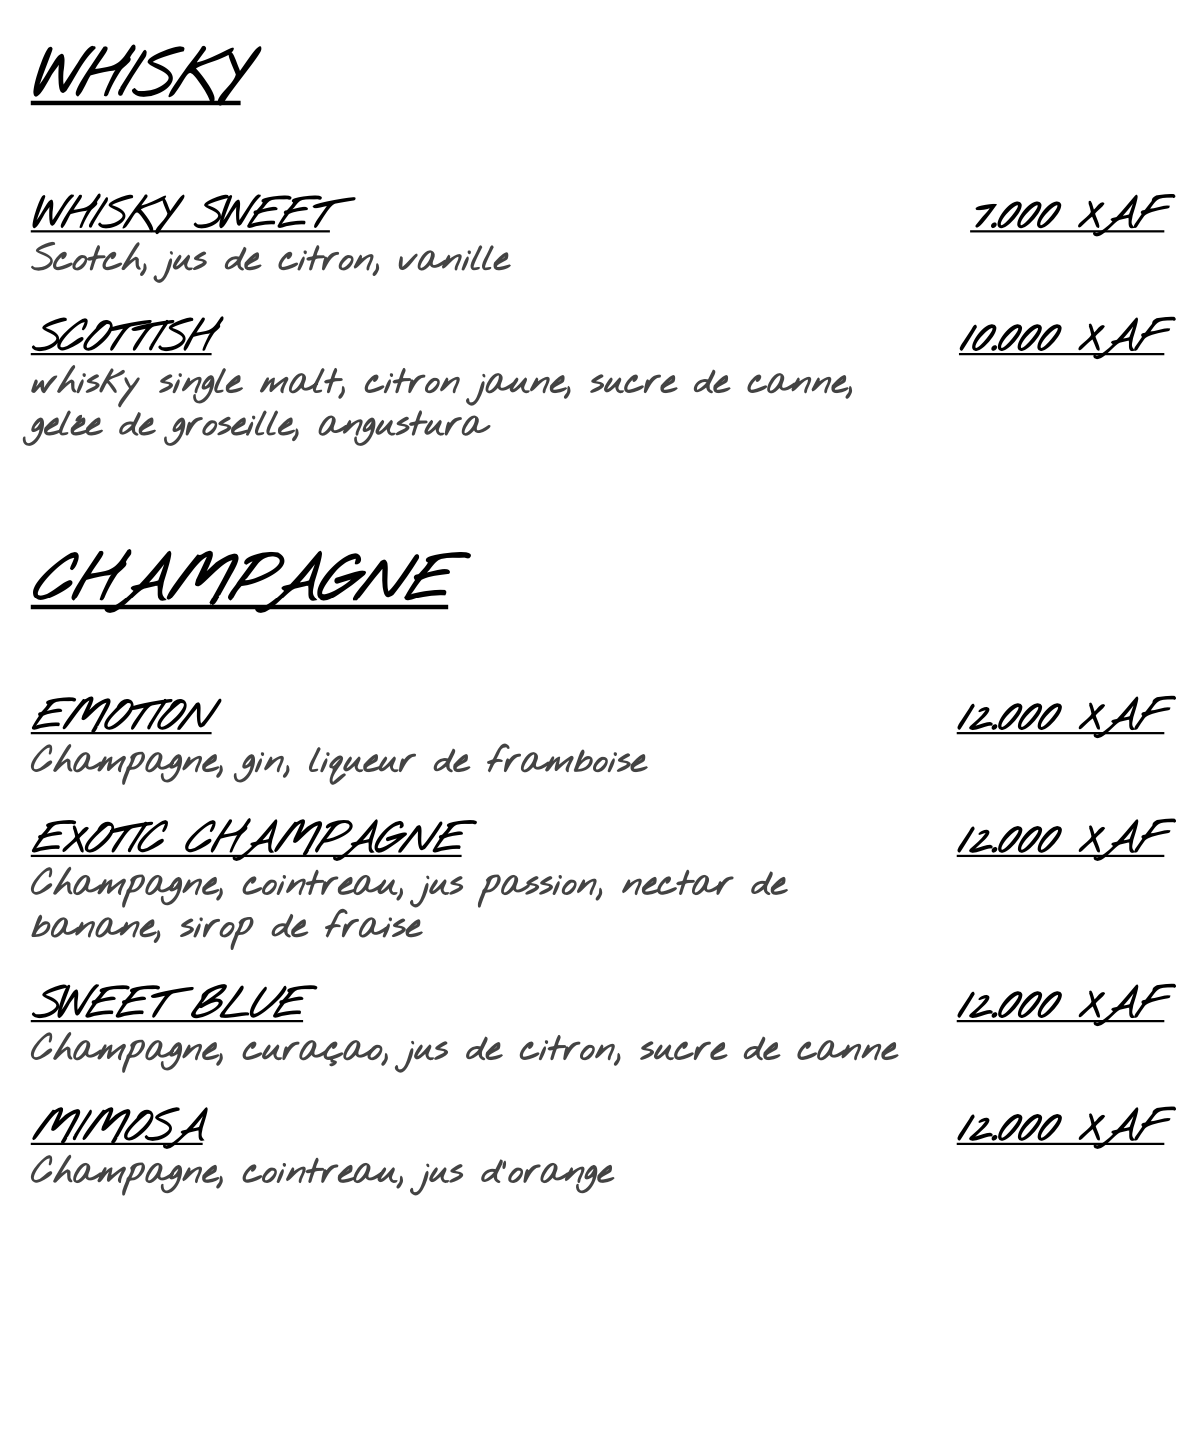 WHISKY
WHISKY SWEET 7.000 XAF
Scotch, jus de citron, vanille
SCOTTISH 10.000 XAF
whisky single malt, citron jaune, sucre de canne,
gelée de groseille, angustura
CHAMPAGNE
EMOTION 12.000 XAF
Champagne, gin, liqueur de framboise
EXOTIC CHAMPAGNE 12.000 XAF
Champagne, cointreau, jus passion, nectar de
banane, sirop de fraise
SWEET BLUE 12.000 XAF
Champagne, curaçao, jus de citron, sucre de canne
MIMOSA 12.000 XAF
Champagne, cointreau, jus d'orange